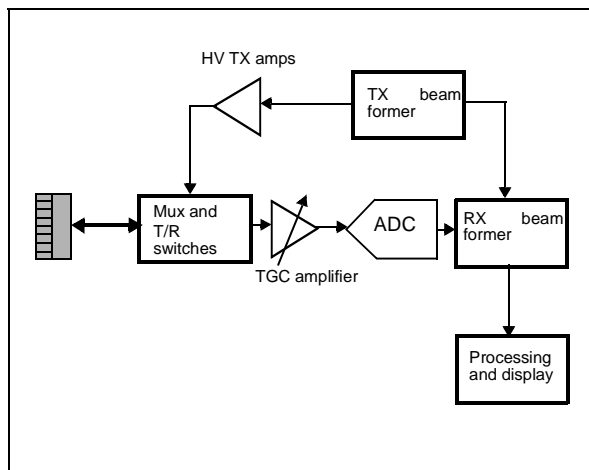 HV TX amps
TX beam
former
Mux and
T/R
switches
TGC amplifier
ADC
RX beam
former
Processing
and display